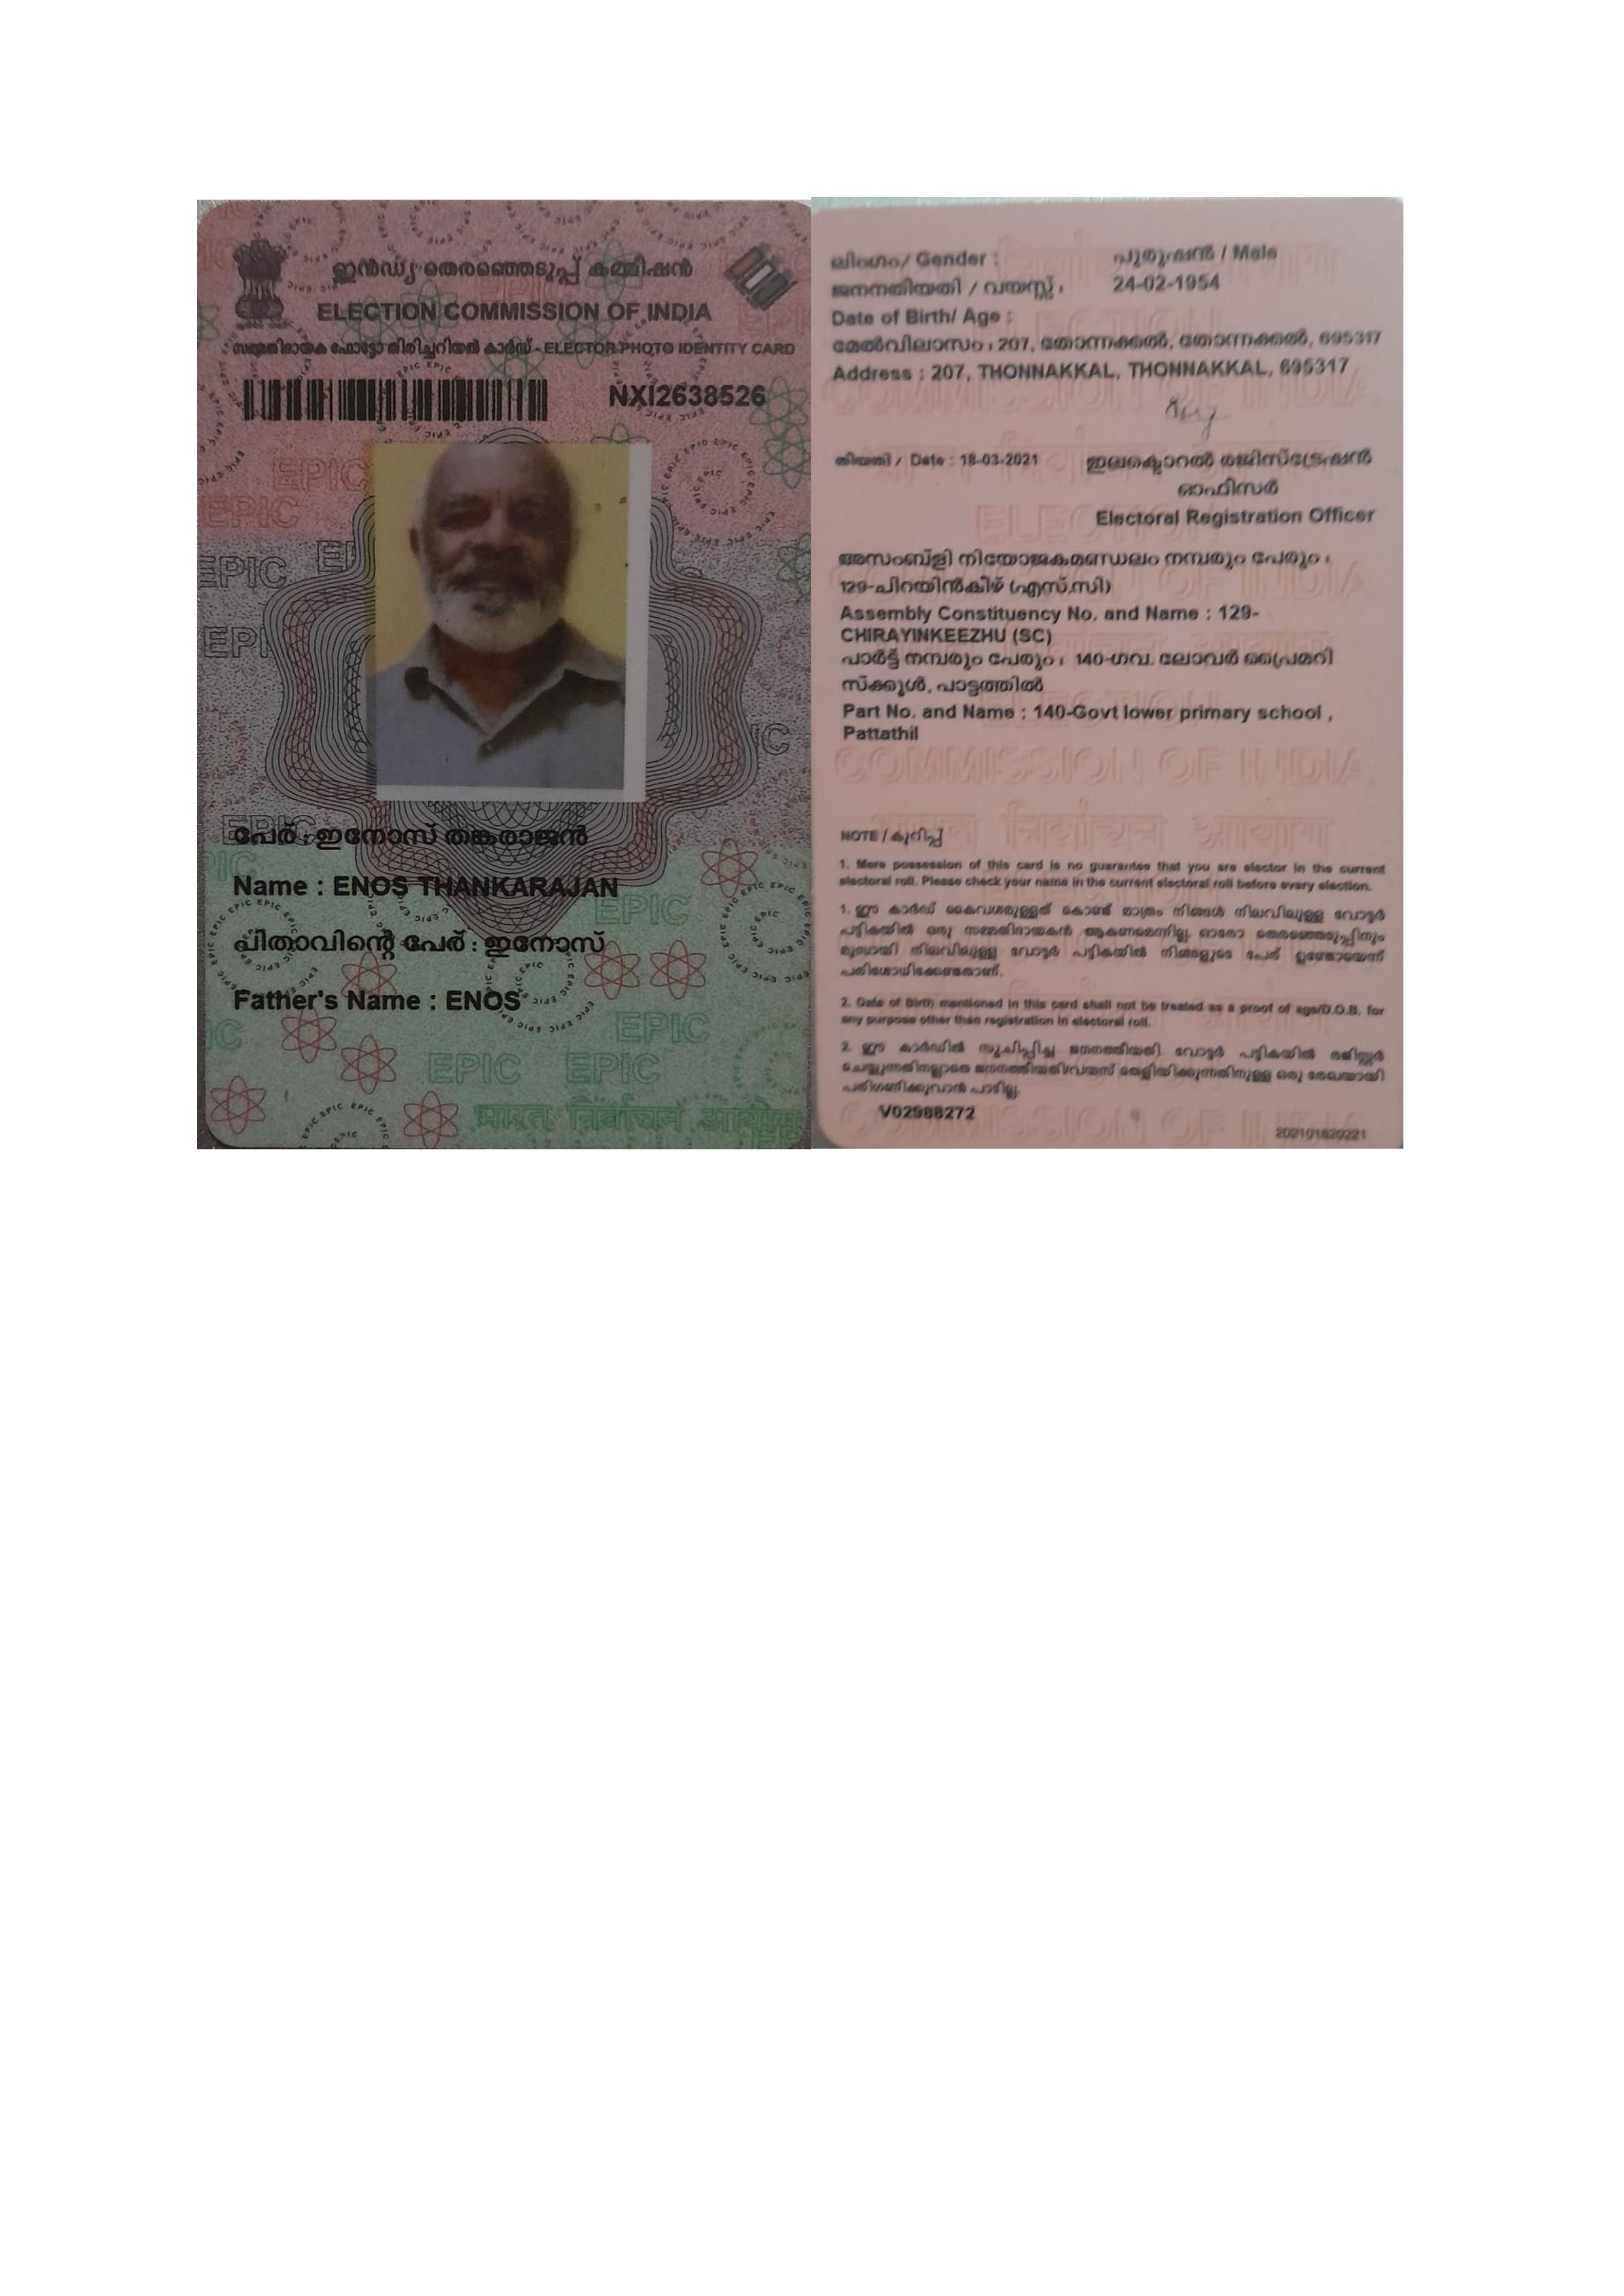 ഇൻഡ്യ തെരഞ്ഞെടുപ്പ് കമ്മീഷൻ
ELECTION COMMISSION OF INDIA
സമ്മതിദായക ഫോട്ടോ തിരിച്ചറിയൽ കാർഡ് - ELECTOR PHOTO IDENTITY CARD
NXI2638526
പേര് : ഇനോസ് തങ്കരാജൻ
Name : ENOS THANKARAJAN
പിതാവിന്റെ പേര് : ഇനോസ്
Father's Name : ENOS
EPIC EPIC
भारत निर्वाचन आयोग
ലിംഗം/ Gender : പുരുഷൻ / Male
ജനനതിയതി / വയസ്സ് : 24-02-1954
Date of Birth/ Age :
മേൽവിലാസം : 207, തോന്നക്കൽ, തോന്നക്കൽ, 695317
Address : 207, THONNAKKAL, THONNAKKAL, 695317
തിയതി / Date : 18-03-2021
ഇലക്ടൊറൽ രജിസ്ട്രേഷൻ
ഓഫിസർ
Electoral Registration Officer
അസംബ്ളി നിയോജകമണ്ഡലം നമ്പരും പേരും :
129-ചിറയിൻകീഴ് (എസ്.സി)
Assembly Constituency No. and Name : 129-
CHIRAYINKEEZHU (SC)
പാർട്ട് നമ്പരും പേരും : 140-ഗവ. ലോവർ പ്രൈമറി
സ്ക്കൂൾ, പാട്ടത്തിൽ
Part No. and Name : 140-Govt lower primary school ,
Pattathil
NOTE / കുറിപ്പ്
1. Mere possession of this card is no guarantee that you are elector in the current
electoral roll. Please check your name in the current electoral roll before every election.
1. ഈ കാർഡ് കൈവശമുള്ളത് കൊണ്ട് മാത്രം നിങ്ങൾ നിലവിലുള്ള വോട്ടർ
പട്ടികയിൽ ഒരു സമ്മതിദായകൻ ആകണമെന്നില്ല. ഓരോ തെരഞ്ഞെടുപ്പിനും
മുമ്പായി നിലവിലുള്ള വോട്ടർ പട്ടികയിൽ നിങ്ങളുടെ പേര് ഉണ്ടോയെന്ന്
പരിശോധിക്കേണ്ടതാണ്.
2. Date of Birth mentioned in this card shall not be treated as a proof of age/D.O.B. for
any purpose other than registration in electoral roll.
2. ഈ കാർഡിൽ സൂചിപ്പിച്ച ജനനത്തിയതി വോട്ടർ പട്ടികയിൽ രജിസ്റ്റർ
ചെയ്യുന്നതിനല്ലാതെ ജനനത്തിയതി/വയസ് തെളിയിക്കുന്നതിനുള്ള ഒരു രേഖയായി
പരിഗണിക്കുവാൻ പാടില്ല.
V02988272
202101820221